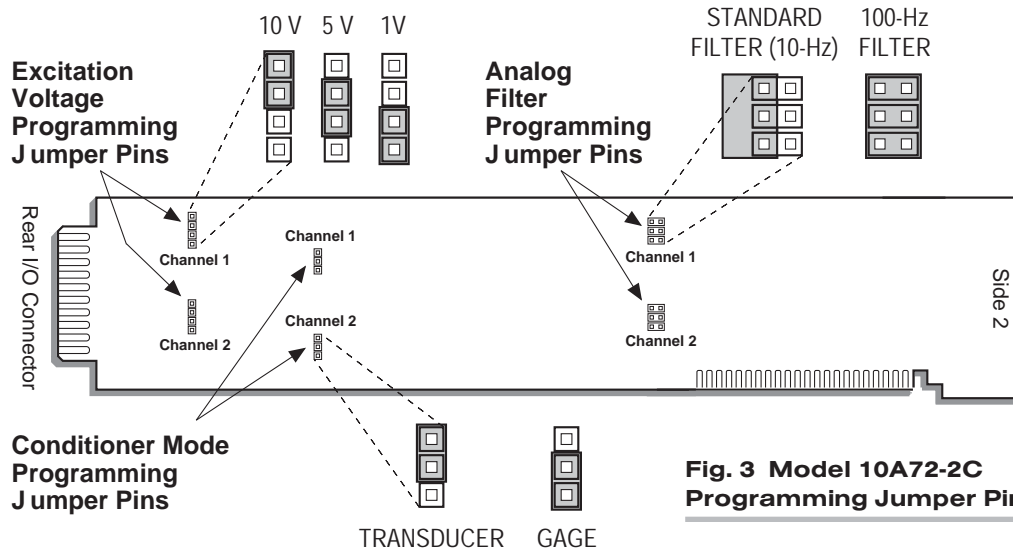 10 V 5 V 1V
STANDARD
FILTER (10-Hz)
100-Hz
FILTER
Excitation
Voltage
Programming
Jumper Pins
Analog
Filter
Programming
Jumper Pins
Rear I/O Connector
Channel 1
Channel 2
Channel 1
Channel 2
Channel 1
Channel 2
Side 2
Conditioner Mode
Programming
Jumper Pins
TRANSDUCER GAGE
Fig. 3 Model 10A72-2C
Programming Jumper